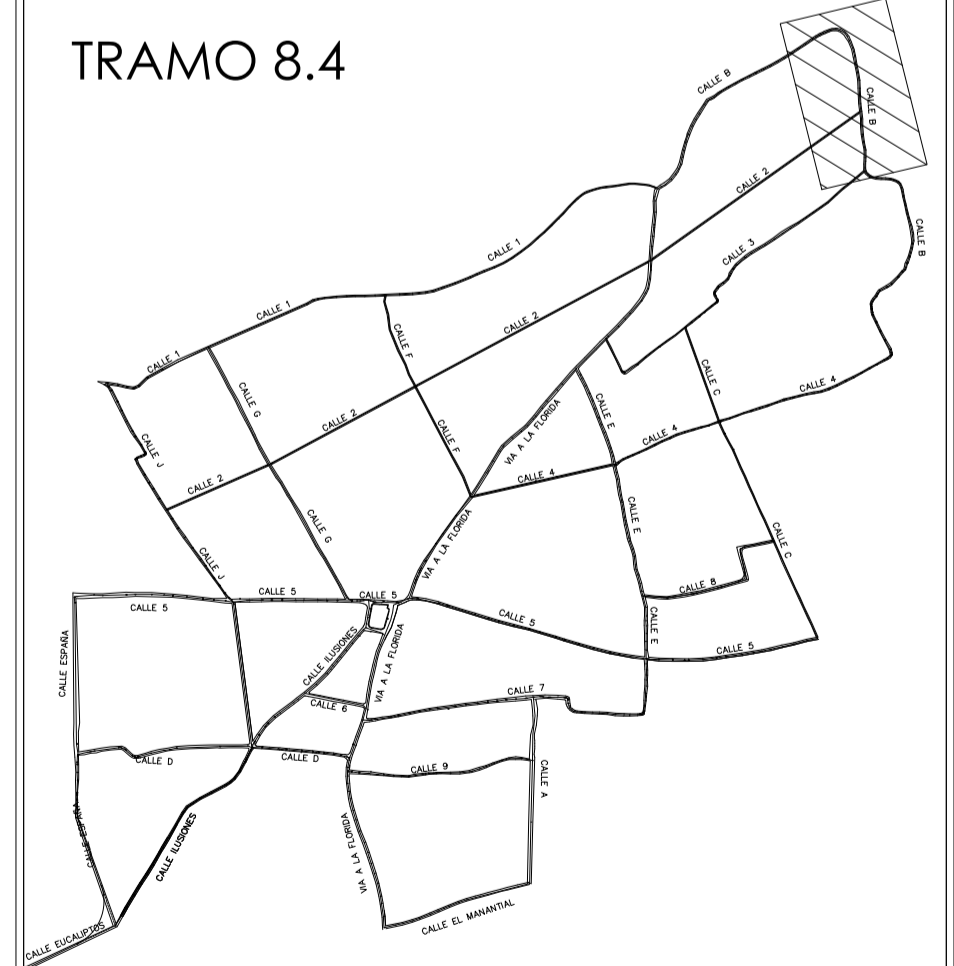 TRAMO 8.4
CALLE B
CALLE B
CALLE 2
CALLE B
CALLE 3
CALLE 1
CALLE 1
CALLE 2
CALLE F
CALLE 1
CALLE C
CALLE 4
CALLE G
CALLE 2
CALLE E
VIA A LA FLORIDA
CALLE F
CALLE 4
CALLE J
CALLE 2
CALLE 4
CALLE G
CALLE E
VIA A LA FLORIDA
CALLE C
CALLE J
CALLE 8
CALLE 5
CALLE 5
CALLE 5
CALLE 5
CALLE E
CALLE 5
CALLE ESPAÑA
CALLE ILUSIONES
VIA A LA FLORIDA
CALLE 7
CALLE 6
CALLE D
CALLE D
CALLE 9
CALLE A
CALLE ESPAÑA
CALLE ILUSIONES
VIA A LA FLORIDA
CALLE EL MANANTIAL
CALLE EUCALIPTOS